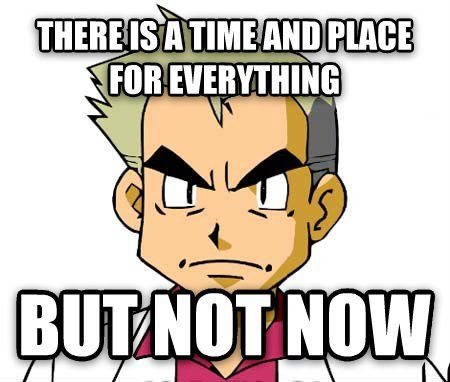 THERE IS A TIME AND PLACE
FOR EVERYTHING
BUT NOT NOW